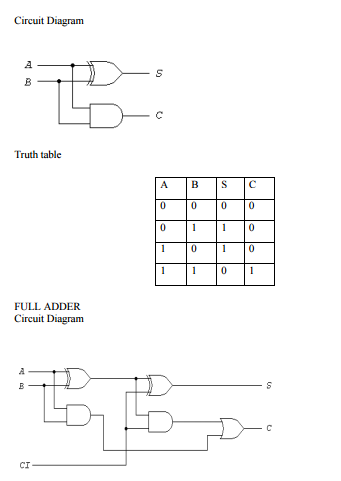 Circuit Diagram
A
S
B
C
Truth table
A B S C
0 0 0 0
0 1 1 0
1 0 1 0
1 1 0 1
FULL ADDER
Circuit Diagram
A
B S
C
CI